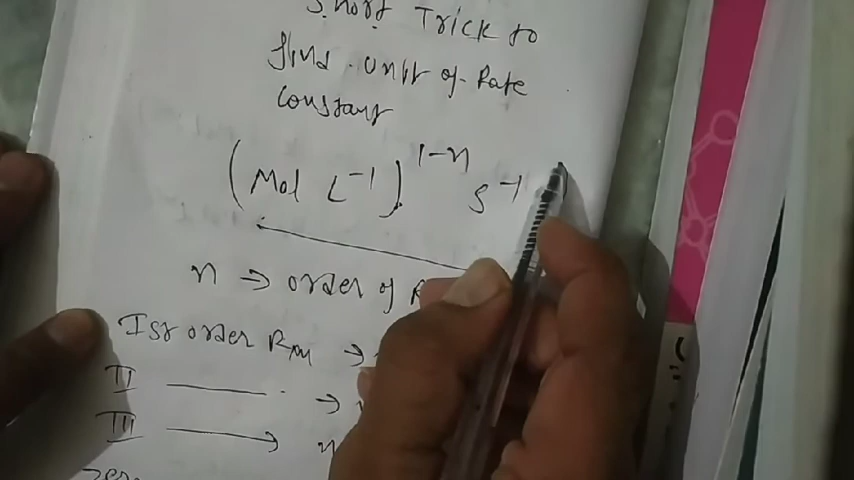 Short Trick to
find unit of Rate
constant
(Mol L⁻¹)¹⁻ⁿ s⁻¹
n → order of R
Ist order Rxn →
II —— →
III —→ n
zero